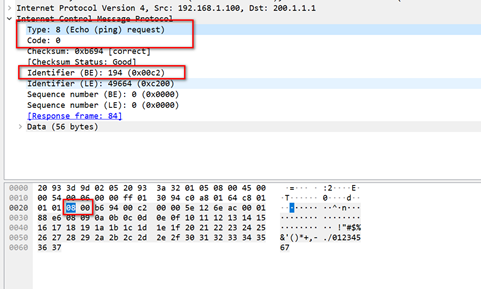 Internet Protocol Version 4, Src: 192.168.1.100, Dst: 200.1.1.1
Internet Control Message Protocol
Type: 8 (Echo (ping) request)
Code: 0
Checksum: 0xb694 [correct]
[Checksum Status: Good]
Identifier (BE): 194 (0x00c2)
Identifier (LE): 49664 (0xc200)
Sequence number (BE): 0 (0x0000)
Sequence number (LE): 0 (0x0000)
[Response frame: 84]
Data (56 bytes)
0000 20 93 3d 9d 02 05 20 93 3a 32 01 05 08 00 45 00 ·=··· ·:2····E·
0010 00 54 00 06 00 00 ff 01 30 94 c0 a8 01 64 c8 01 ·T······0····d··
0020 01 01 08 00 b6 94 00 c2 00 00 5e 12 6e ac 00 01 ··········^·n···
0030 88 e6 08 09 0a 0b 0c 0d 0e 0f 10 11 12 13 14 15 ················
0040 16 17 18 19 1a 1b 1c 1d 1e 1f 20 21 22 23 24 25 ·········· !"#$%
0050 26 27 28 29 2a 2b 2c 2d 2e 2f 30 31 32 33 34 35 &'()*+,- ./012345
0060 36 37 67